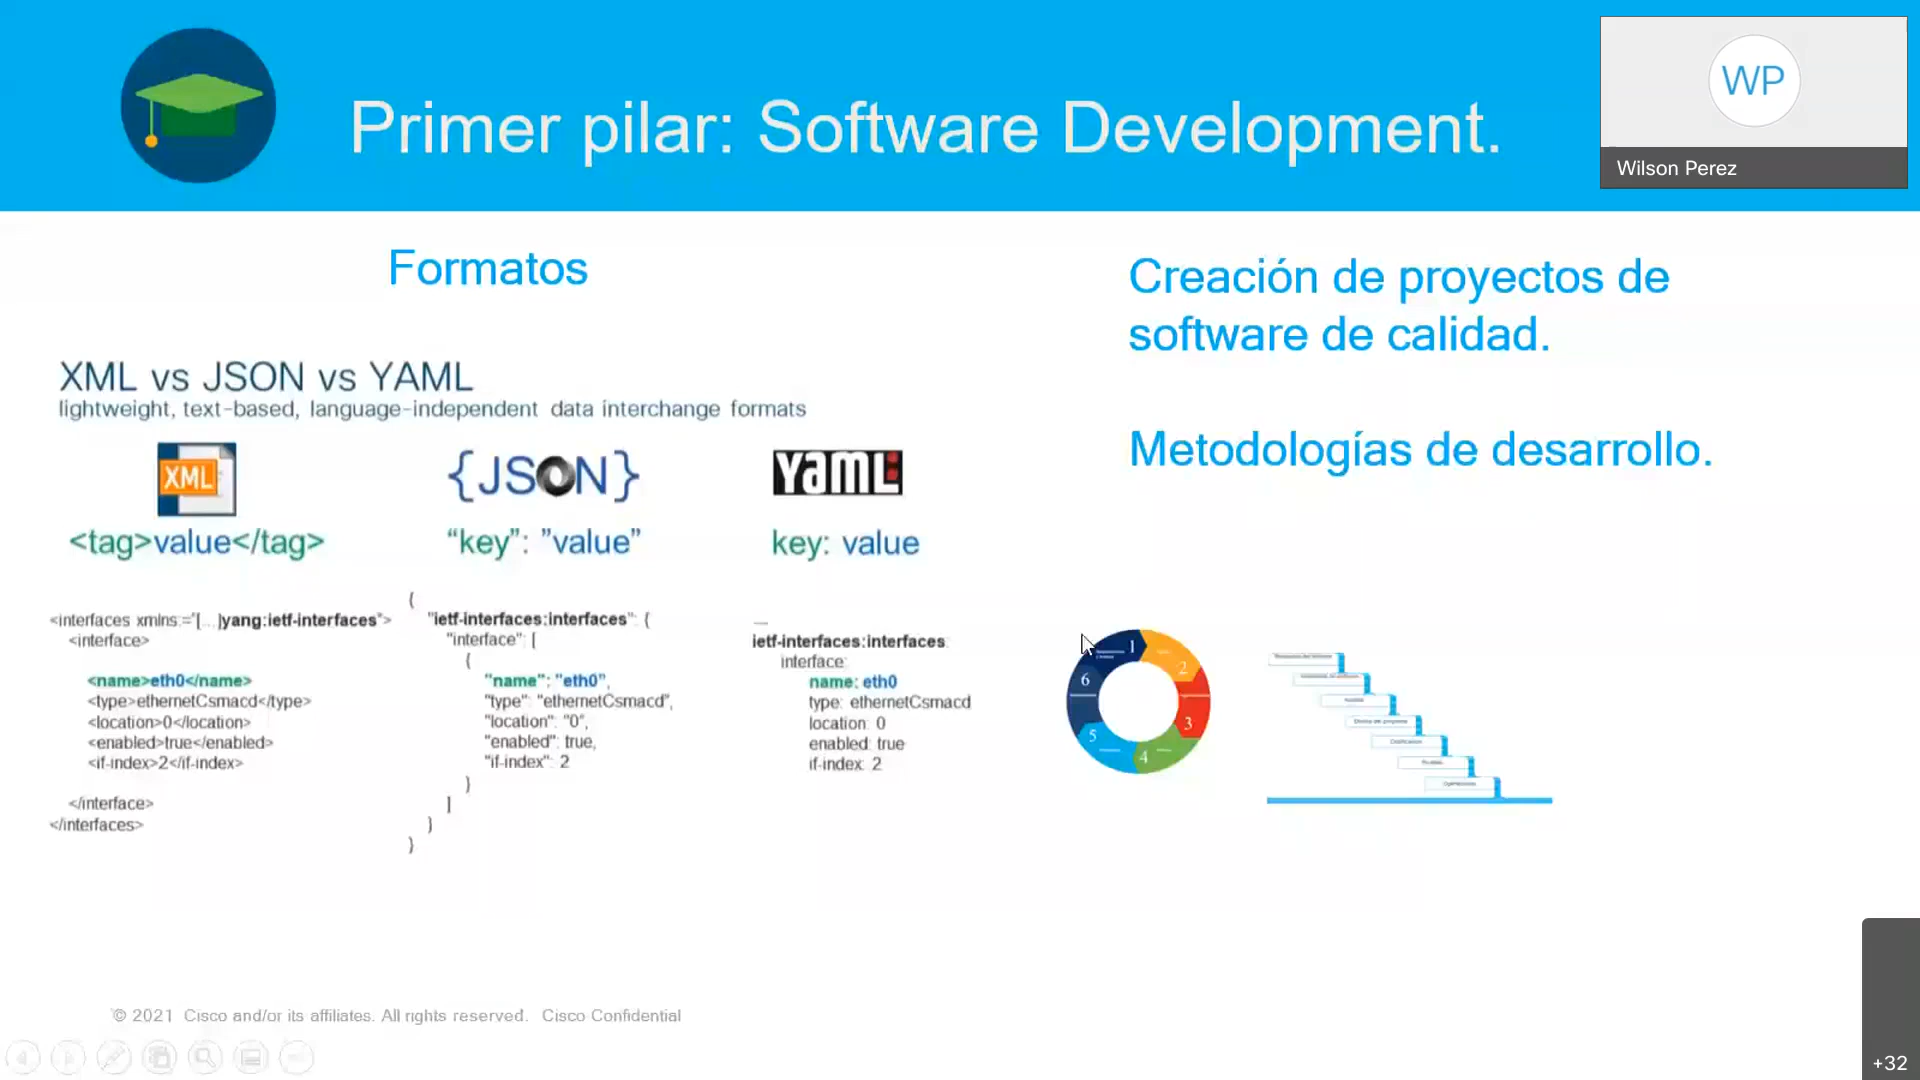 Primer pilar: Software Development.
WP
Wilson Perez
Formatos
XML vs JSON vs YAML
lightweight, text-based, language-independent data interchange formats
XML
{JSON}
YAML
<tag>value</tag>
“key”: ”value”
key: value
<interfaces xmlns:="[...]yang:ietf-interfaces">
<interface>
<name>eth0</name>
<type>ethernetCsmacd</type>
<location>0</location>
<enabled>true</enabled>
<if-index>2</if-index>
</interface>
</interfaces>
{
"ietf-interfaces:interfaces": {
"interface": [
{
"name": "eth0",
"type": "ethernetCsmacd",
"location": "0",
"enabled": true,
"if-index": 2
}
]
}
}
---
ietf-interfaces:interfaces:
interface:
name: eth0
type: ethernetCsmacd
location: 0
enabled: true
if-index: 2
Creación de proyectos de
software de calidad.
Metodologías de desarrollo.
1
2
3
4
5
6
© 2021 Cisco and/or its affiliates. All rights reserved. Cisco Confidential
+32